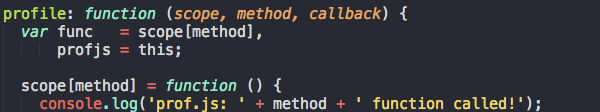 profile: function (scope, method, callback) {
  var func   = scope[method],
      profjs = this;

  scope[method] = function () {
    console.log('prof.js: ' + method + ' function called!');